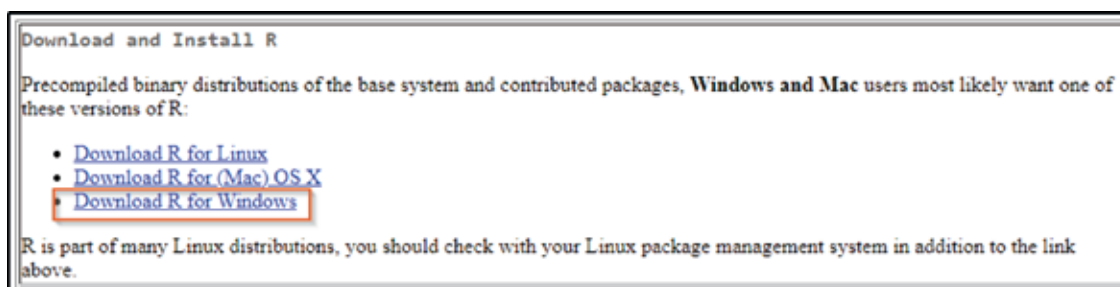 Download and Install R
Precompiled binary distributions of the base system and contributed packages, Windows and Mac users most likely want one of
these versions of R:
Download R for Linux
Download R for (Mac) OS X
Download R for Windows
R is part of many Linux distributions, you should check with your Linux package management system in addition to the link
above.